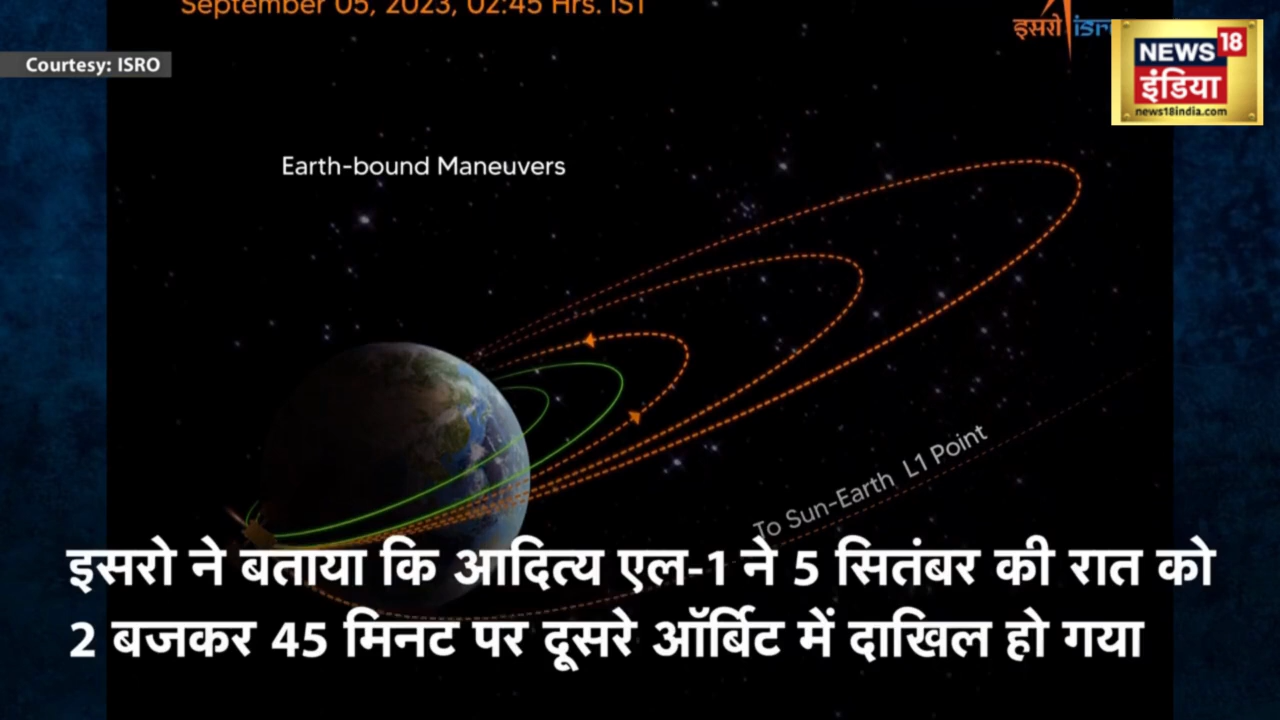 September 05, 2023, 02:45 Hrs. IST
इसरो isro
NEWS 18
इंडिया
news18india.com
Courtesy: ISRO
Earth-bound Maneuvers
To Sun-Earth L1 Point
इसरो ने बताया कि आदित्य एल-1 ने 5 सितंबर की रात को
2 बजकर 45 मिनट पर दूसरे ऑर्बिट में दाखिल हो गया